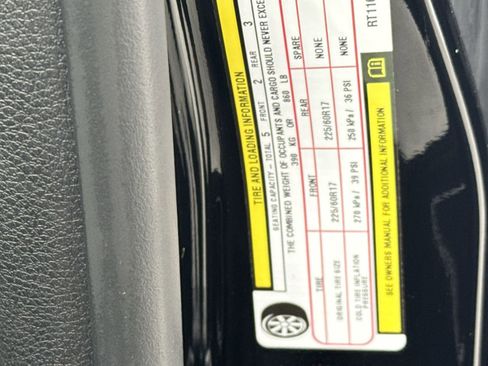 TIRE AND LOADING INFORMATION
SEATING CAPACITY - TOTAL 5 FRONT 2 REAR 3
THE COMBINED WEIGHT OF OCCUPANTS AND CARGO SHOULD NEVER EXCE
390 KG OR 860 LB
TIRE FRONT REAR SPARE
ORIGINAL TIRE SIZE 225/60R17 225/60R17 NONE
COLD TIRE INFLATION PRESSURE 270 kPa / 39 PSI 250 kPa / 36 PSI NONE
SEE OWNERS MANUAL FOR ADDITIONAL INFORMATION
RT116